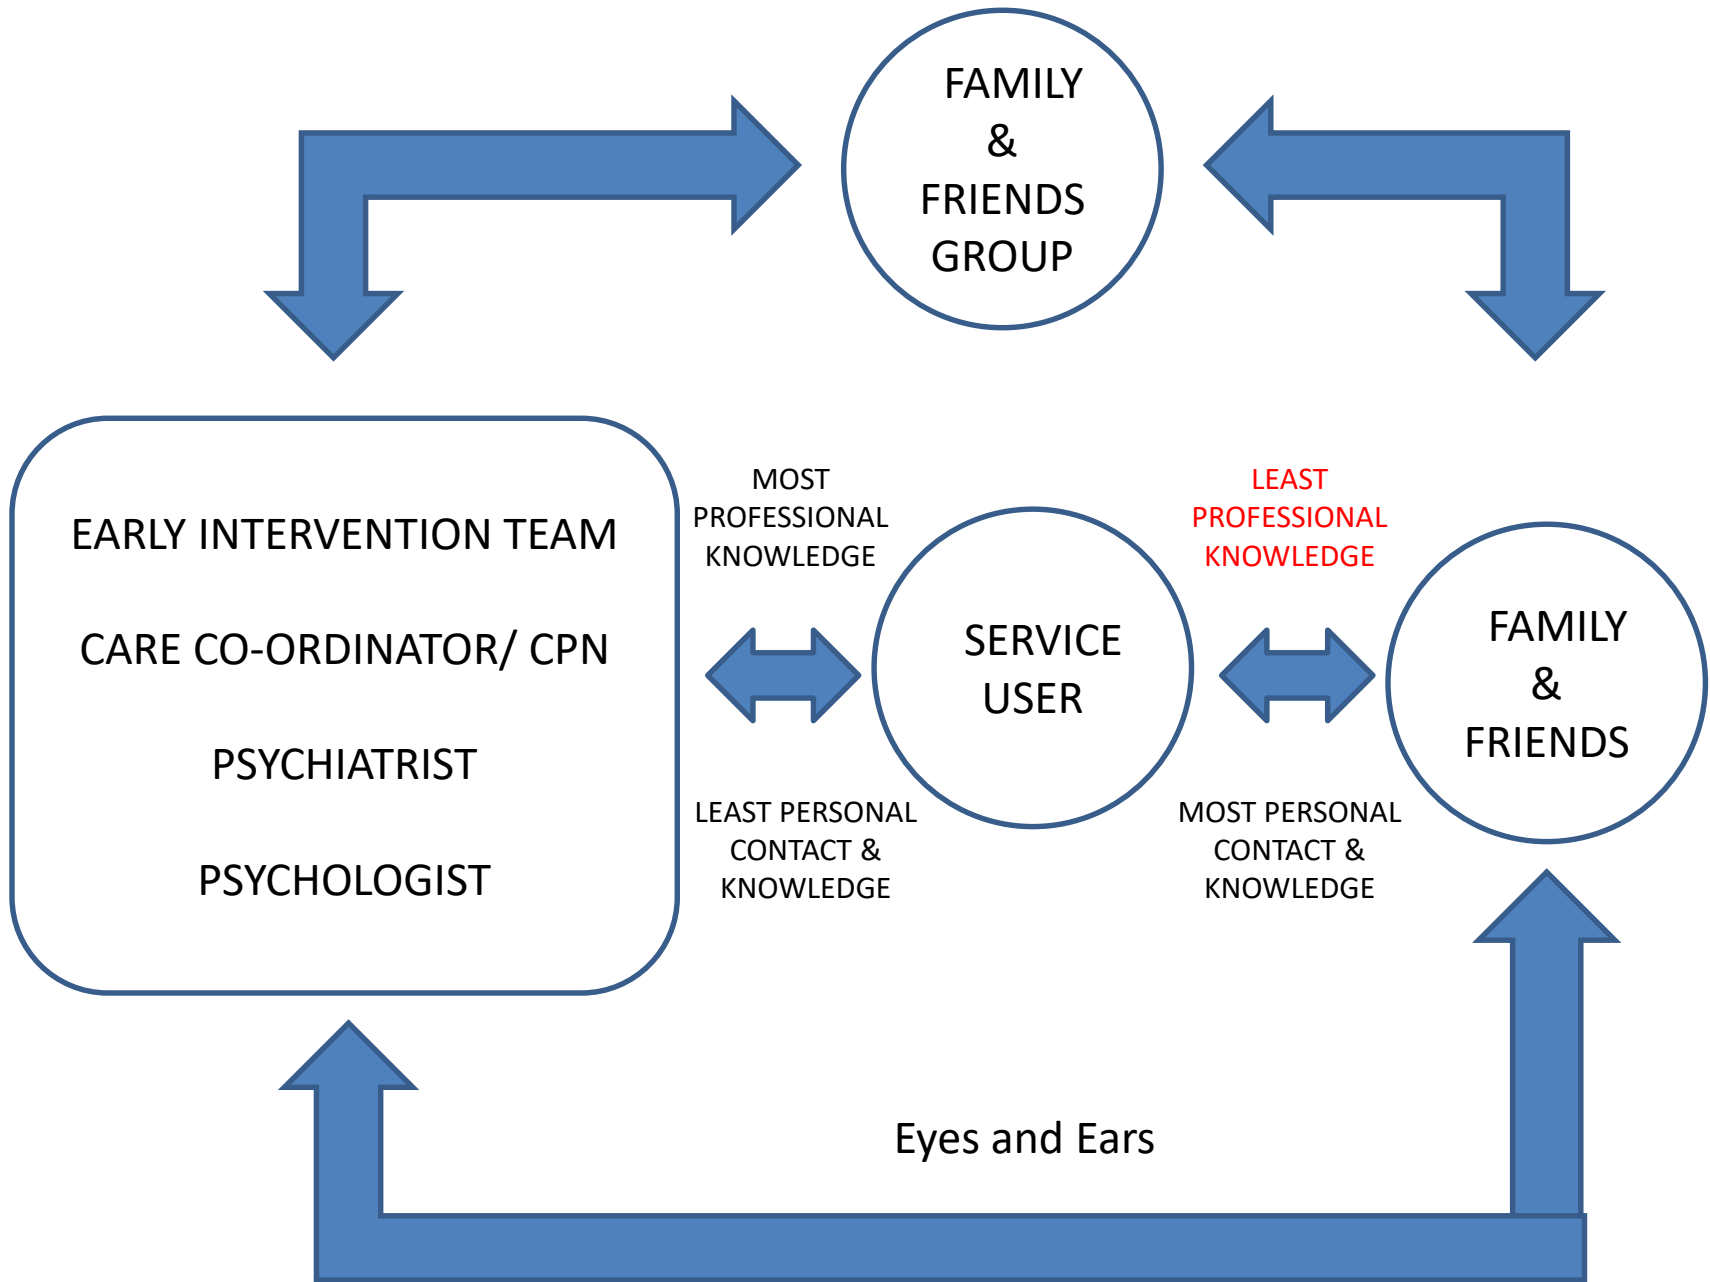 FAMILY
&
FRIENDS
GROUP
EARLY INTERVENTION TEAM
CARE CO-ORDINATOR/ CPN
PSYCHIATRIST
PSYCHOLOGIST
MOST
PROFESSIONAL
KNOWLEDGE
LEAST PERSONAL
CONTACT &
KNOWLEDGE
SERVICE
USER
LEAST
PROFESSIONAL
KNOWLEDGE
MOST PERSONAL
CONTACT &
KNOWLEDGE
FAMILY
&
FRIENDS
Eyes and Ears